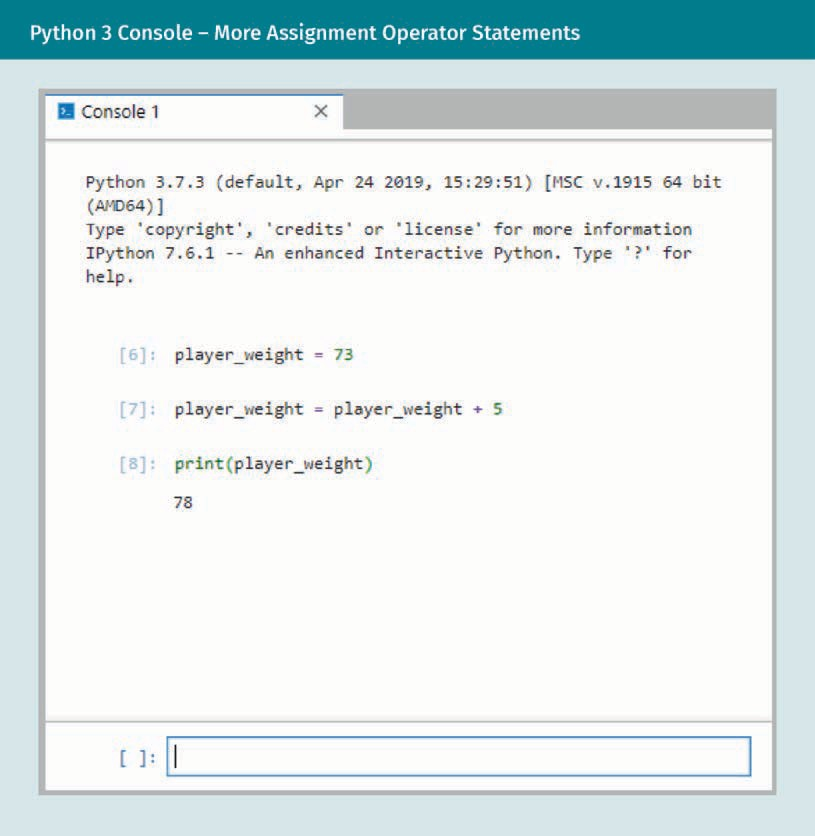 Python 3 Console – More Assignment Operator Statements
Console 1
Python 3.7.3 (default, Apr 24 2019, 15:29:51) [MSC v.1915 64 bit
(AMD64)]
Type 'copyright', 'credits' or 'license' for more information
IPython 7.6.1 -- An enhanced Interactive Python. Type '?' for
help.
[6]: player_weight = 73
[7]: player_weight = player_weight + 5
[8]: print(player_weight)
78
[ ]: